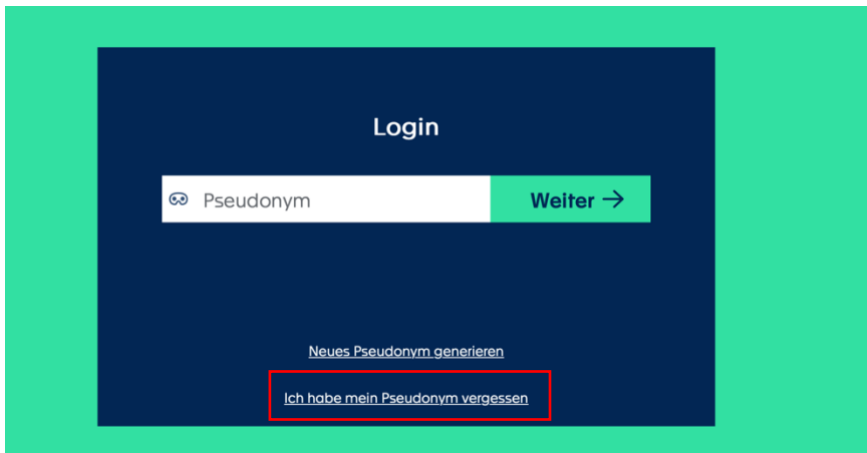 Login
Pseudonym
Weiter →
Neues Pseudonym generieren
Ich habe mein Pseudonym vergessen